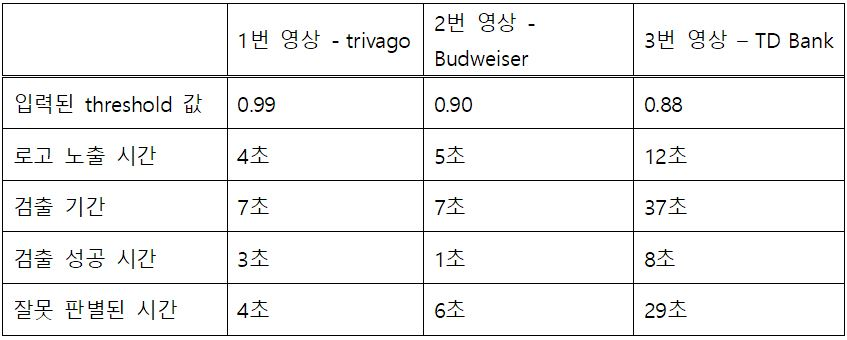 1번 영상 - trivago 2번 영상 - Budweiser 3번 영상 – TD Bank
입력된 threshold 값 0.99 0.90 0.88
로고 노출 시간 4초 5초 12초
검출 기간 7초 7초 37초
검출 성공 시간 3초 1초 8초
잘못 판별된 시간 4초 6초 29초